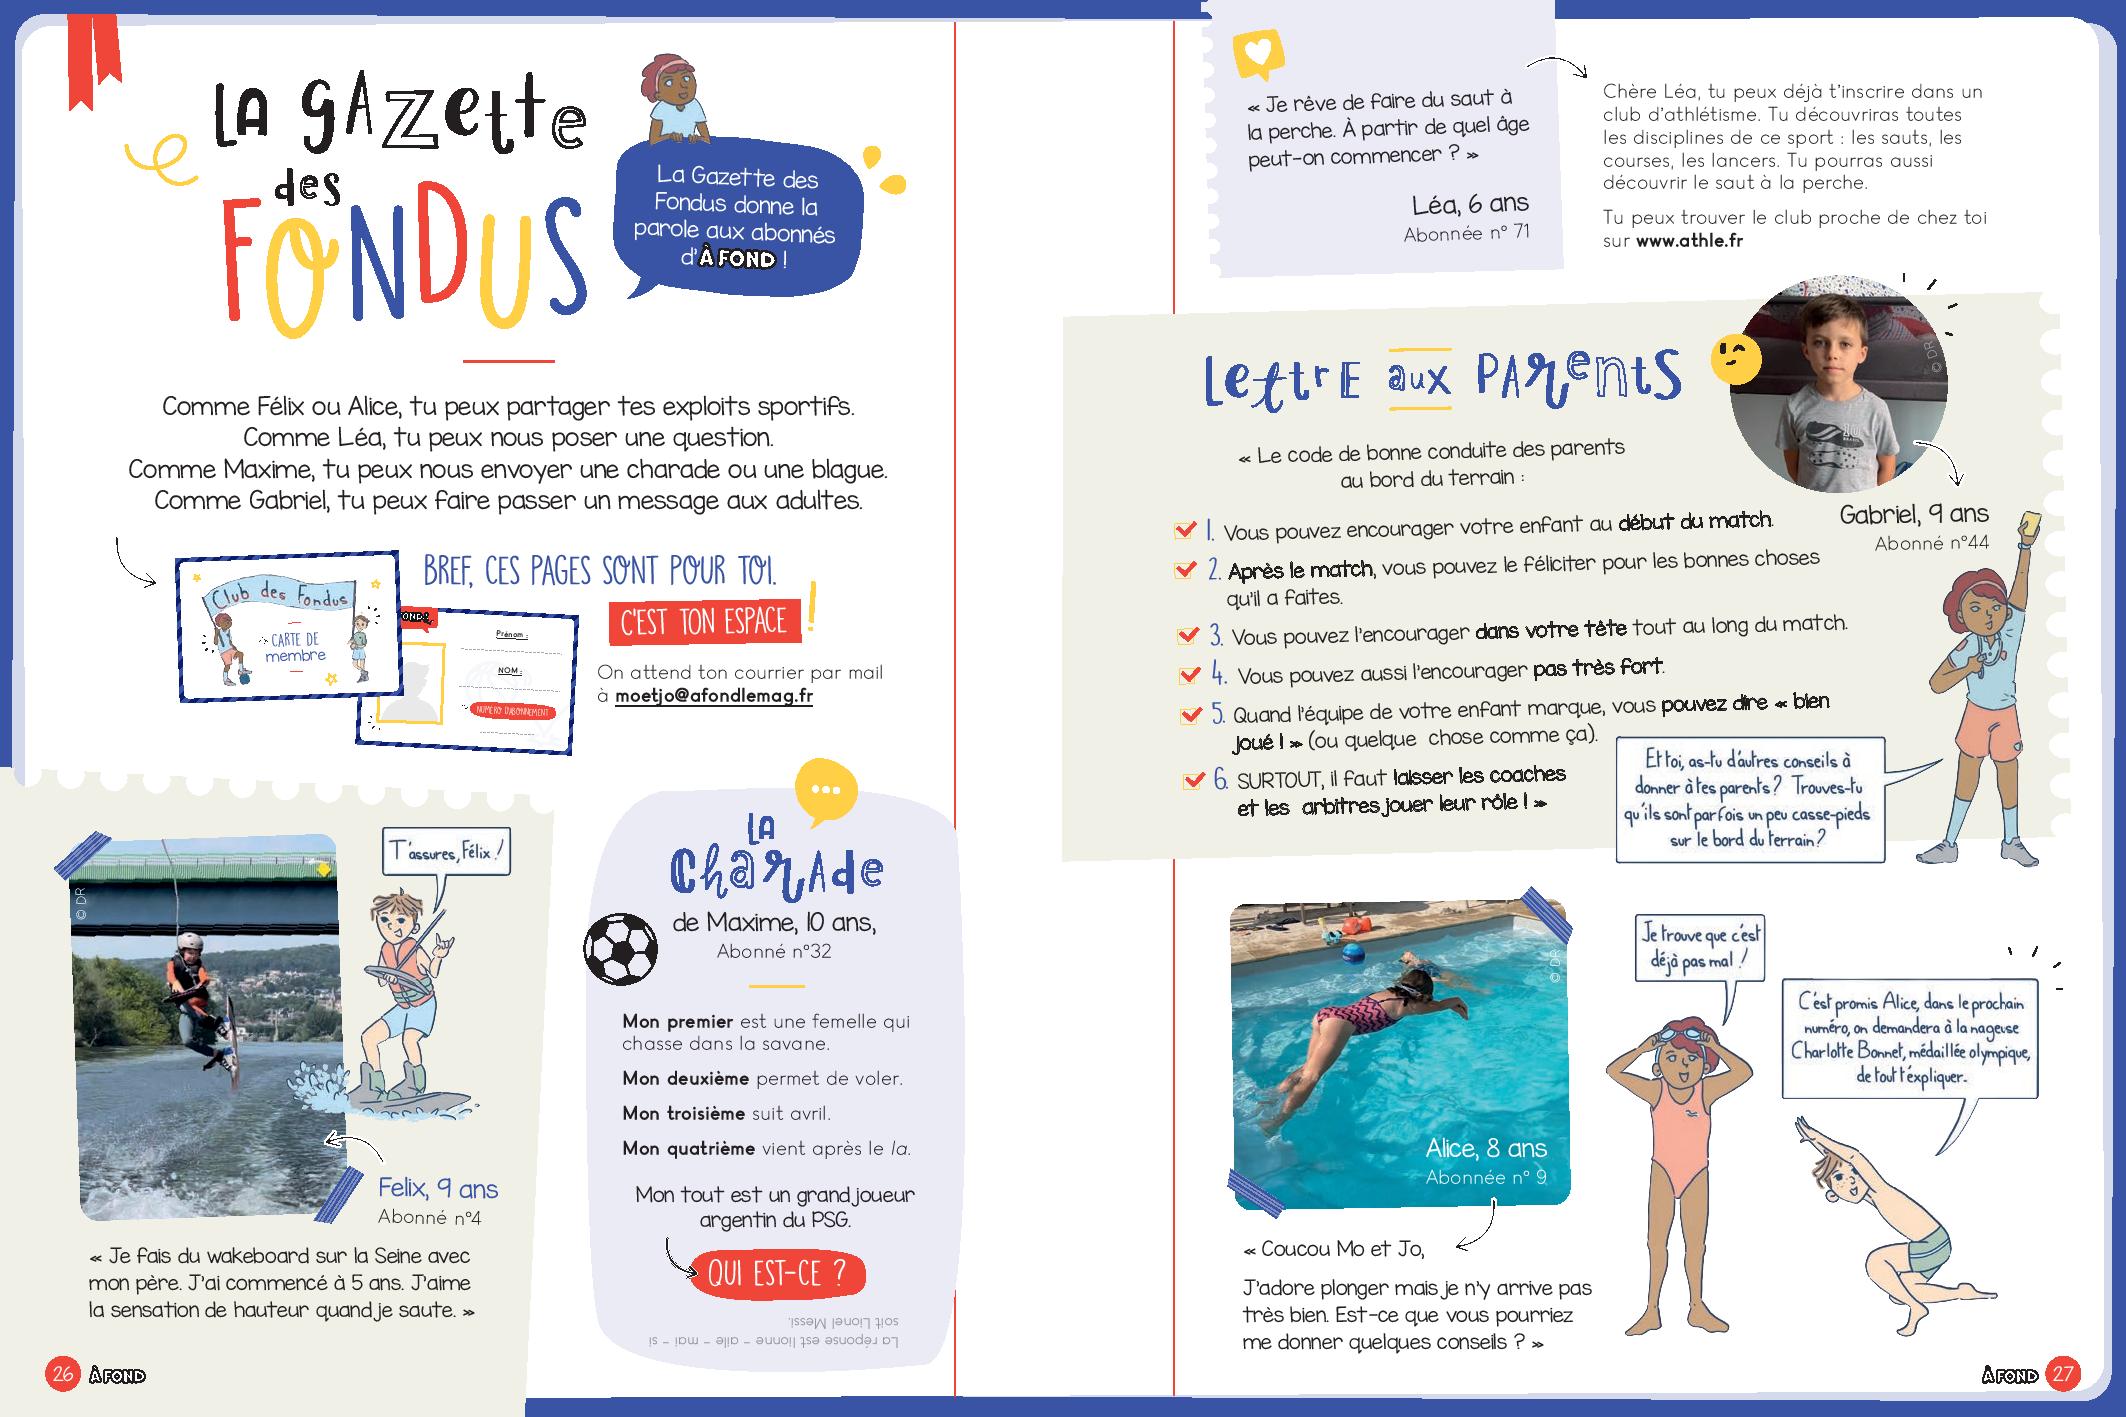 La gazette
des
FONDUS
La Gazette des
Fondus donne la
parole aux abonnés
d'À FOND !
Comme Félix ou Alice, tu peux partager tes exploits sportifs.
Comme Léa, tu peux nous poser une question.
Comme Maxime, tu peux nous envoyer une charade ou une blague.
Comme Gabriel, tu peux faire passer un message aux adultes.
Club des Fondus
CARTE DE
membre
FOND!
Prénom :
NOM :
NUMÉRO D'ABONNEMENT
BREF, CES PAGES SONT POUR TOI.
C'EST TON ESPACE !
On attend ton courrier par mail
à moetjo@afondlemag.fr
© DR
T'assures, Félix !
Felix, 9 ans
Abonné n°4
« Je fais du wakeboard sur la Seine avec
mon père. J'ai commencé à 5 ans. J'aime
la sensation de hauteur quand je saute. »
26 À FOND
La
Charade
de Maxime, 10 ans,
Abonné n°32
Mon premier est une femelle qui
chasse dans la savane.
Mon deuxième permet de voler.
Mon troisième suit avril.
Mon quatrième vient après le la.
Mon tout est un grand joueur
argentin du PSG.
QUI EST-CE ?
La réponse est lionne - aile - mai - si
soit Lionel Messi.
« Je rêve de faire du saut à
la perche. À partir de quel âge
peut-on commencer ? »
Léa, 6 ans
Abonnée n° 71
Chère Léa, tu peux déjà t'inscrire dans un
club d'athlétisme. Tu découvriras toutes
les disciplines de ce sport : les sauts, les
courses, les lancers. Tu pourras aussi
découvrir le saut à la perche.
Tu peux trouver le club proche de chez toi
sur www.athle.fr
Lettre aux Parents
© DR
Gabriel, 9 ans
Abonné n°44
« Le code de bonne conduite des parents
au bord du terrain :
1. Vous pouvez encourager votre enfant au début du match.
2. Après le match, vous pouvez le féliciter pour les bonnes choses
qu'il a faites.
3. Vous pouvez l'encourager dans votre tête tout au long du match.
4. Vous pouvez aussi l'encourager pas très fort.
5. Quand l'équipe de votre enfant marque, vous pouvez dire « bien
joué ! » (ou quelque chose comme ça).
6. SURTOUT, il faut laisser les coaches
et les arbitres jouer leur rôle ! »
Et toi, as-tu d'autres conseils à
donner à tes parents ? Trouves-tu
qu'ils sont parfois un peu casse-pieds
sur le bord du terrain ?
© DR
Alice, 8 ans
Abonnée n° 9
« Coucou Mo et Jo,
J'adore plonger mais je n'y arrive pas
très bien. Est-ce que vous pourriez
me donner quelques conseils ? »
Je trouve que c'est
déjà pas mal !
C'est promis Alice, dans le prochain
numéro, on demandera à la nageuse
Charlotte Bonnet, médaillée olympique,
de tout t'expliquer.
À FOND 27